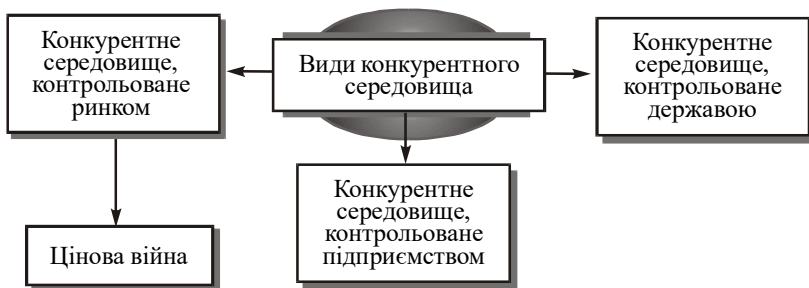 Конкурентне
середовище,
контрольоване
ринком
Види конкурентного
середовища
Конкурентне
середовище,
контрольоване
державою
Цінова війна
Конкурентне
середовище,
контрольоване
підприємством